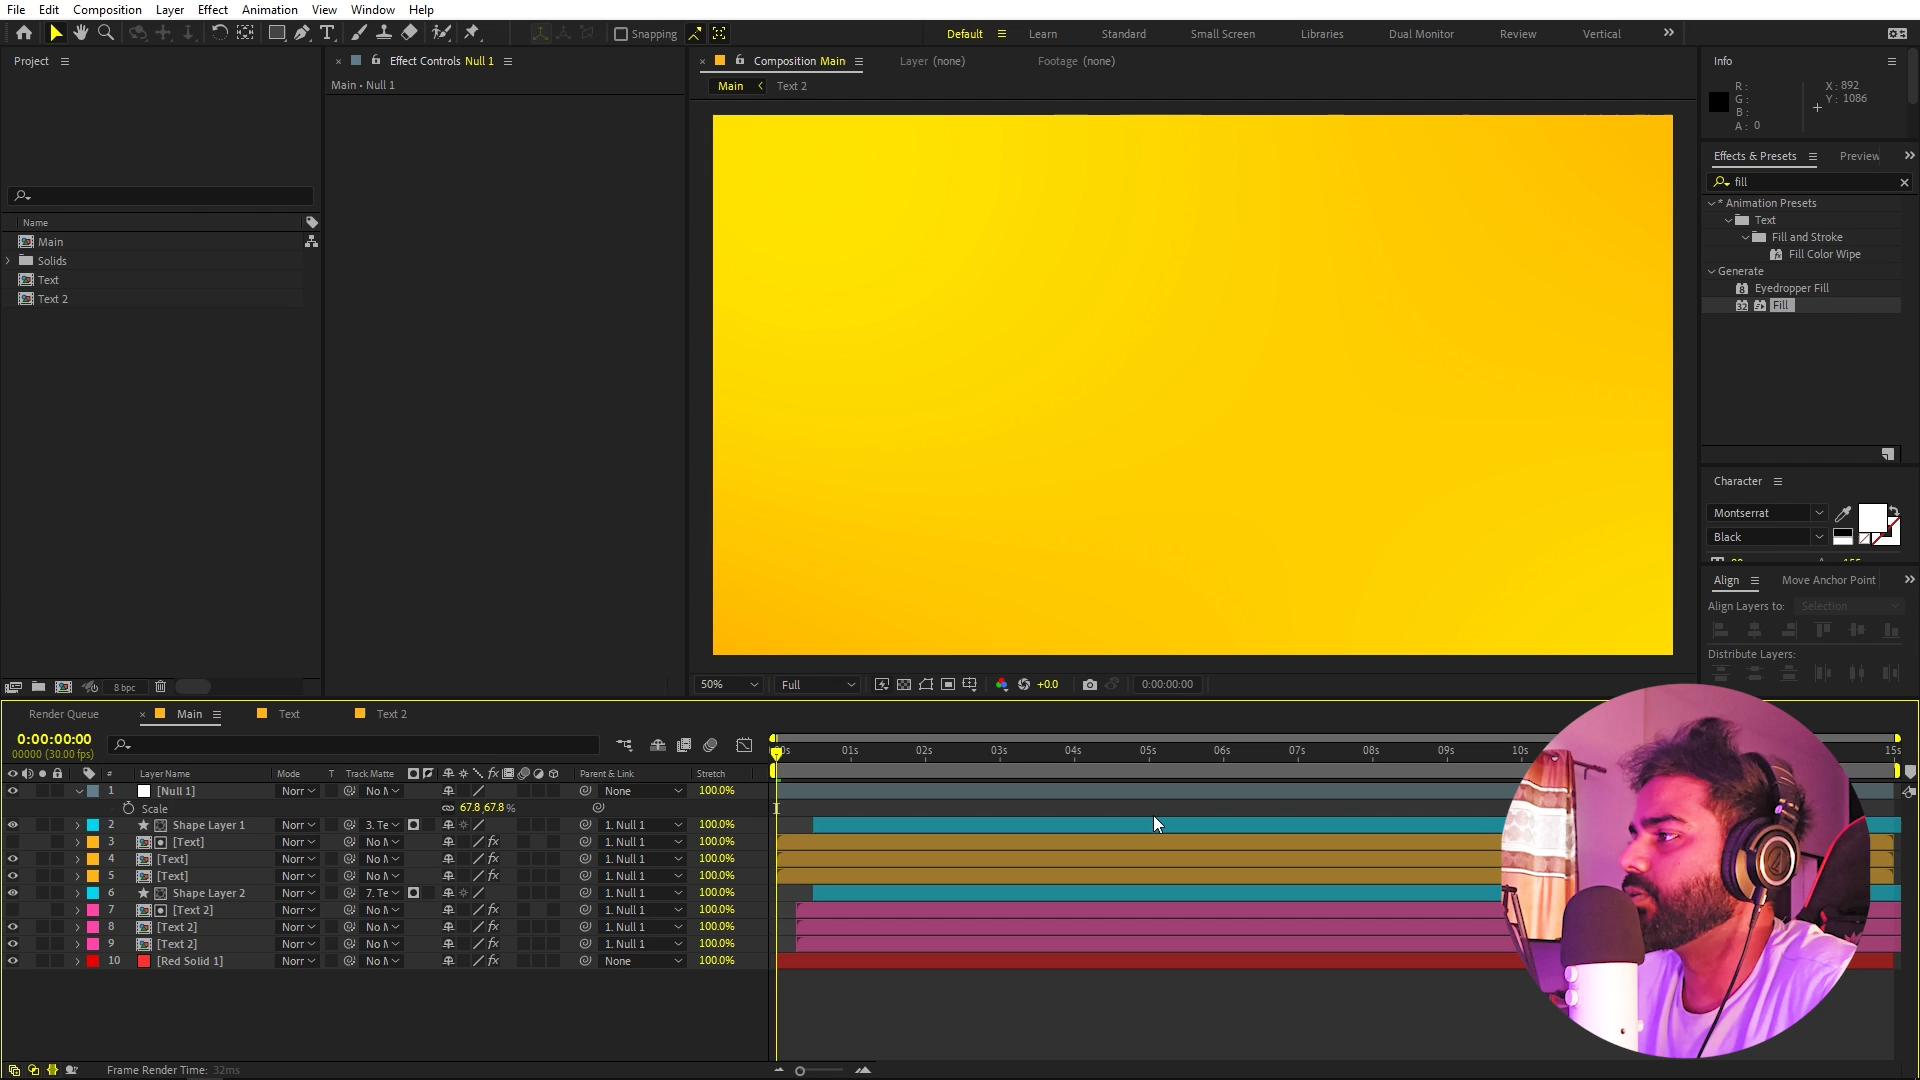 File Edit Composition Layer Effect Animation View Window Help
Snapping
Default Learn Standard Small Screen Libraries Dual Monitor Review Vertical
Project
Effect Controls Null 1
Composition Main Layer (none) Footage (none)
Info
Main • Null 1
Main Text 2
R :
G :
B :
A : 0
X : 892
Y : 1086
Effects & Presets Preview
fill
* Animation Presets
Text
Fill and Stroke
Fill Color Wipe
Generate
Eyedropper Fill
Fill
Name
Main
Solids
Text
Text 2
Character
Montserrat
Black
Align Move Anchor Point
Align Layers to: Selection
Distribute Layers:
8 bpc
50% Full +0.0 0:00:00:00
Render Queue Main Text Text 2
0:00:00:00
00000 (30.00 fps)
01s 02s 03s 04s 05s 06s 07s 08s 09s 10s 15s
# Layer Name Mode T Track Matte Parent & Link Stretch
1 [Null 1] Norr None 100.0%
Scale 67.8, 67.8 %
2 Shape Layer 1 Norr 3. Te 1. Null 1 100.0%
3 [Text] Norr 1. Null 1 100.0%
4 [Text] Norr 1. Null 1 100.0%
5 [Text] Norr 1. Null 1 100.0%
6 Shape Layer 2 Norr 7. Te 1. Null 1 100.0%
7 [Text 2] Norr 1. Null 1 100.0%
8 [Text 2] Norr 1. Null 1 100.0%
9 [Text 2] Norr 1. Null 1 100.0%
10 [Red Solid 1] Norr None 100.0%
Frame Render Time: 32ms